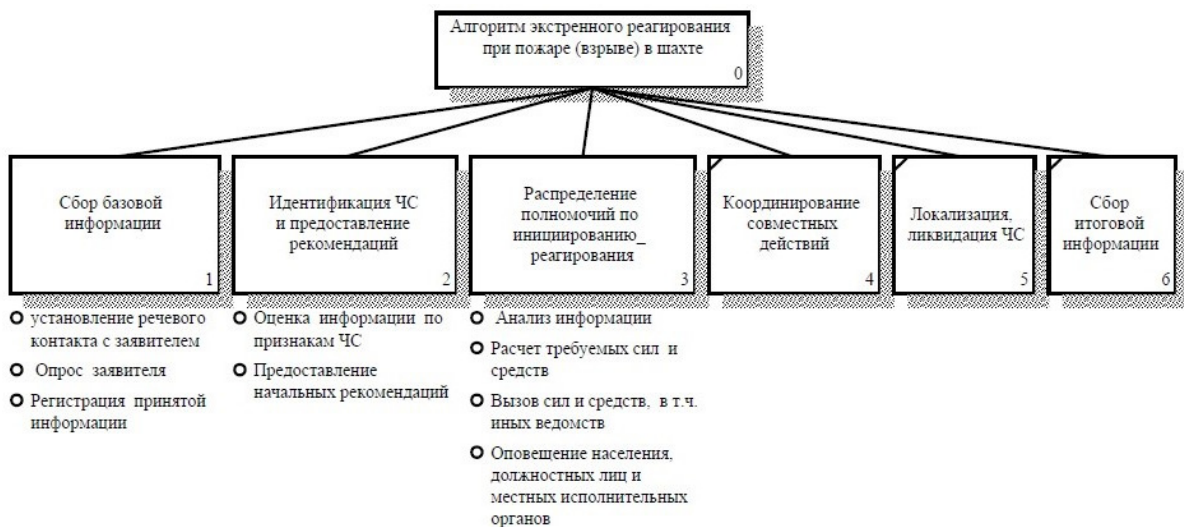 Алгоритм экстренного реагирования
при пожаре (взрыве) в шахте
0
Сбор базовой
информации
1
Идентификация ЧС
и предоставление
рекомендаций
2
Распределение
полномочий по
инициированию_
реагирования
3
Координирование
совместных
действий
4
Локализация,
ликвидация ЧС
5
Сбор
итоговой
информации
6
установление речевого
контакта с заявителем
Опрос заявителя
Регистрация принятой
информации
Оценка информации по
признакам ЧС
Предоставление
начальных рекомендаций
Анализ информации
Расчет требуемых сил и
средств
Вызов сил и средств, в т.ч.
иных ведомств
Оповещение населения,
должностных лиц и
местных исполнительных
органов